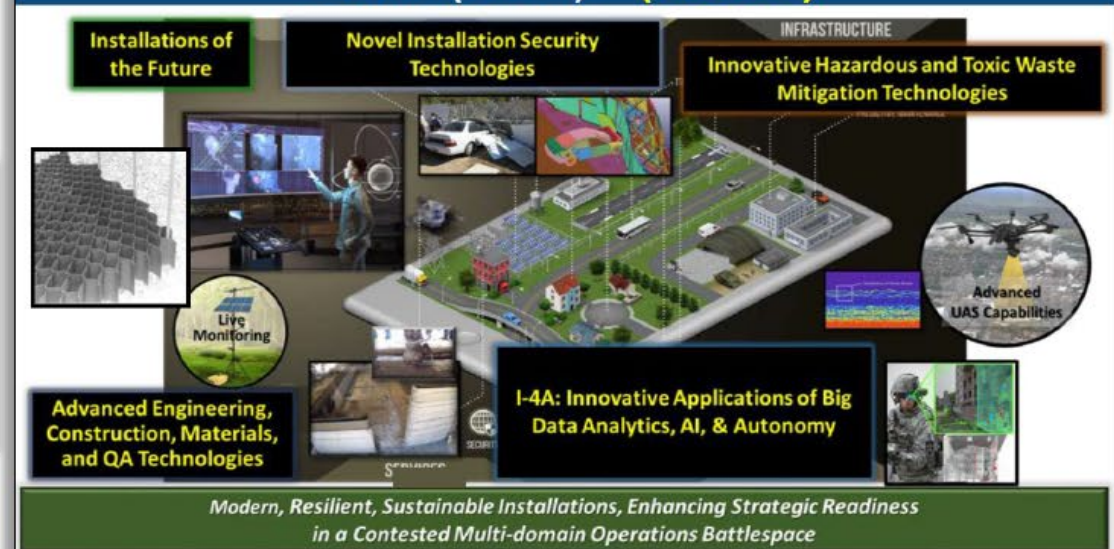 Installations of
the Future
Novel Installation Security
Technologies
INFRASTRUCTURE
Innovative Hazardous and Toxic Waste
Mitigation Technologies
Live
Monitoring
Advanced
UAS Capabilities
Advanced Engineering,
Construction, Materials,
and QA Technologies
I-4A: Innovative Applications of Big
Data Analytics, AI, & Autonomy
Modern, Resilient, Sustainable Installations, Enhancing Strategic Readiness
in a Contested Multi-domain Operations Battlespace